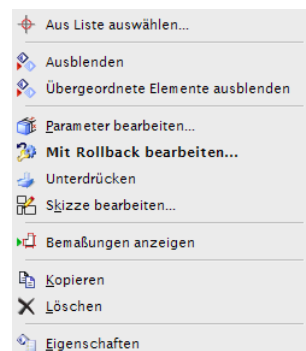 Aus Liste auswählen...
Ausblenden
Übergeordnete Elemente ausblenden
Parameter bearbeiten...
Mit Rollback bearbeiten...
Unterdrücken
Skizze bearbeiten...
Bemaßungen anzeigen
Kopieren
Löschen
Eigenschaften